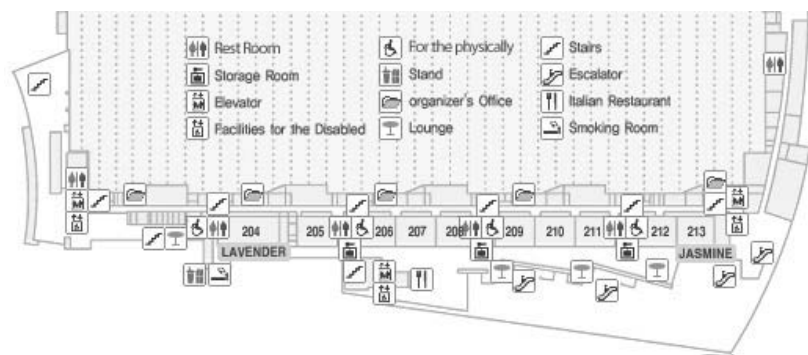 Rest Room
For the physically
Stairs
Storage Room
Stand
Escalator
Elevator
organizer's Office
Italian Restaurant
Facilities for the Disabled
Lounge
Smoking Room
204 205 206 207 208 209 210 211 212 213
LAVENDER JASMINE